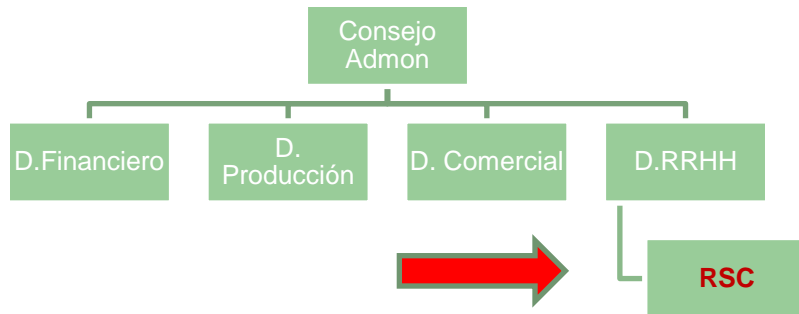 Consejo
Admon
D.Financiero
D.
Producción
D. Comercial
D.RRHH
RSC